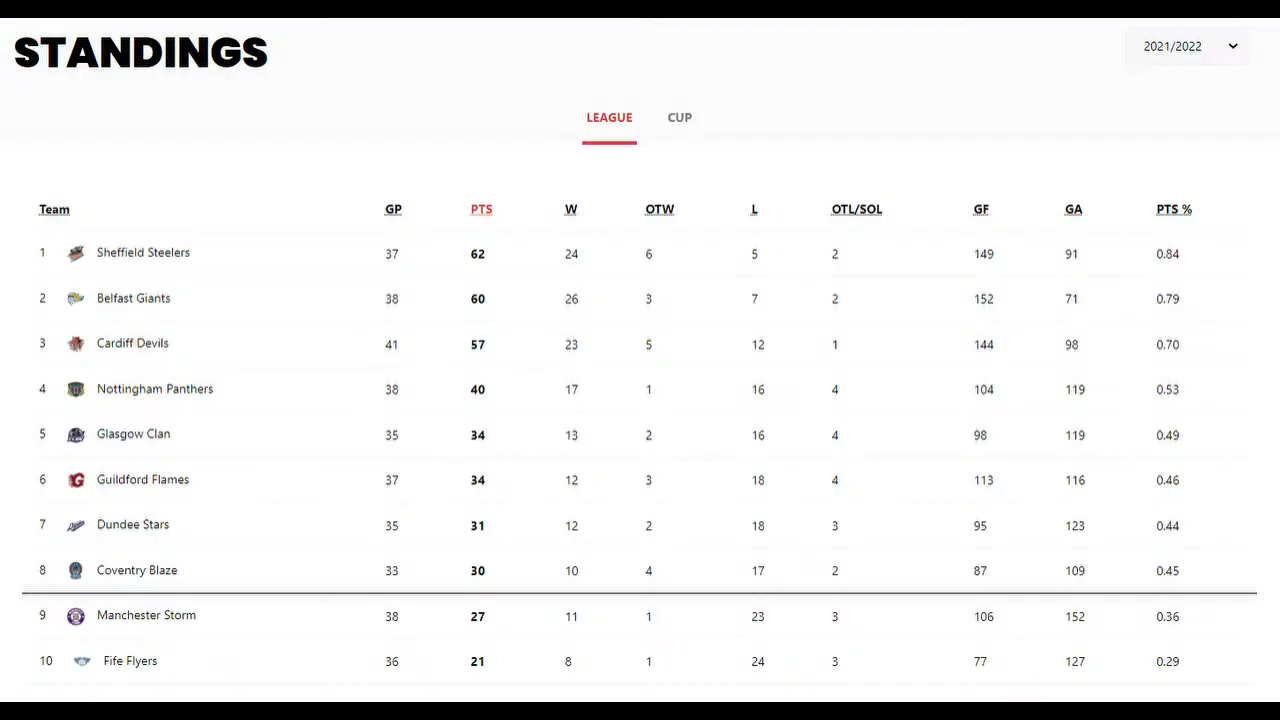 STANDINGS
2021/2022
LEAGUE CUP
Team GP PTS W OTW L OTL/SOL GF GA PTS %
1 Sheffield Steelers 37 62 24 6 5 2 149 91 0.84
2 Belfast Giants 38 60 26 3 7 2 152 71 0.79
3 Cardiff Devils 41 57 23 5 12 1 144 98 0.70
4 Nottingham Panthers 38 40 17 1 16 4 104 119 0.53
5 Glasgow Clan 35 34 13 2 16 4 98 119 0.49
6 Guildford Flames 37 34 12 3 18 4 113 116 0.46
7 Dundee Stars 35 31 12 2 18 3 95 123 0.44
8 Coventry Blaze 33 30 10 4 17 2 87 109 0.45
9 Manchester Storm 38 27 11 1 23 3 106 152 0.36
10 Fife Flyers 36 21 8 1 24 3 77 127 0.29